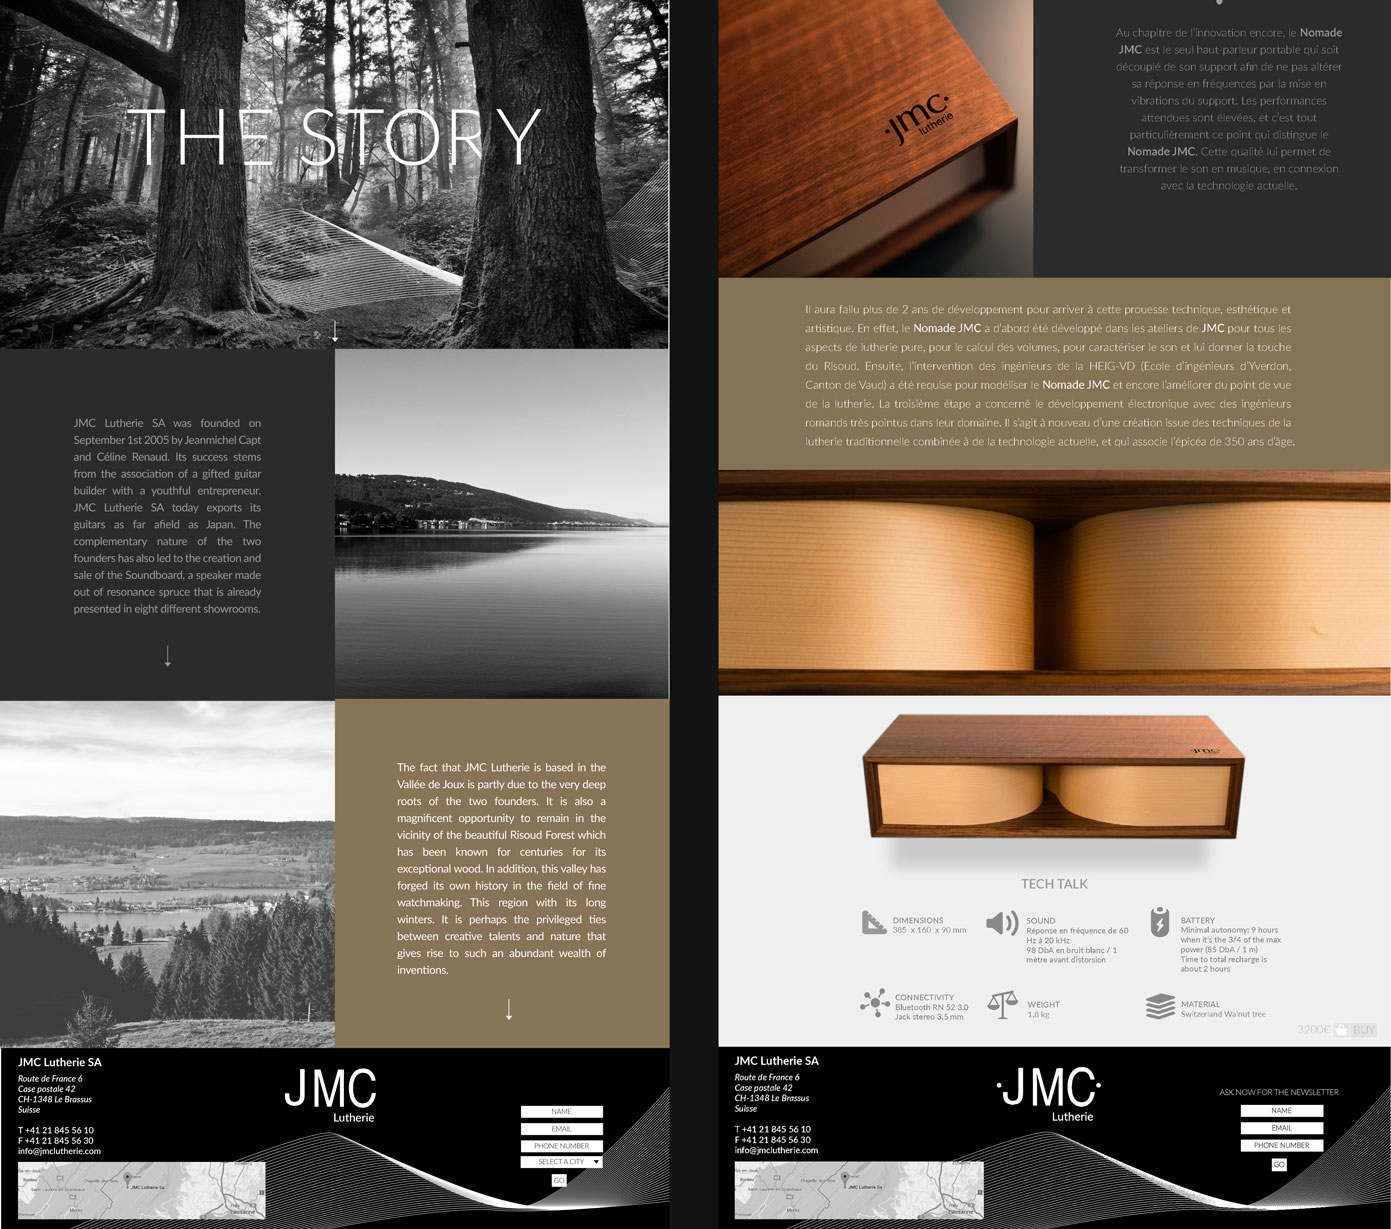 THE STORY
JMC Lutherie SA was founded on
September 1st 2005 by Jeanmichel Capt
and Céline Renaud. Its success stems
from the association of a gifted guitar
builder with a youthful entrepreneur.
JMC Lutherie SA today exports its
guitars as far afield as Japan. The
complementary nature of the two
founders has also led to the creation and
sale of the Soundboard, a speaker made
out of resonance spruce that is already
presented in eight different showrooms.
The fact that JMC Lutherie is based in the
Vallée de Joux is partly due to the very deep
roots of the two founders. It is also a
magnificent opportunity to remain in the
vicinity of the beautiful Risoud Forest which
has been known for centuries for its
exceptional wood. In addition, this valley has
forged its own history in the field of fine
watchmaking. This region with its long
winters. It is perhaps the privileged ties
between creative talents and nature that
gives rise to such an abundant wealth of
inventions.
JMC Lutherie SA
Route de France 6
Case postale 42
CH-1348 Le Brassus
Suisse
T +41 21 845 56 10
F +41 21 845 56 30
info@jmclutherie.com
JMC Lutherie Sa
JMC
Lutherie
NAME
EMAIL
PHONE NUMBER
SELECT A CITY
GO
·jmc·
lutherie
Au chapitre de l'innovation encore, le Nomade
JMC est le seul haut-parleur portable qui soit
découplé de son support afin de ne pas altérer
sa réponse en fréquences par la mise en
vibrations du support. Les performances
attendues sont élevées, et c'est tout
particulièrement ce point qui distingue le
Nomade JMC. Cette qualité lui permet de
transformer le son en musique, en connexion
avec la technologie actuelle.
Il aura fallu plus de 2 ans de développement pour arriver à cette prouesse technique, esthétique et
artistique. En effet, le Nomade JMC a d'abord été développé dans les ateliers de JMC pour tous les
aspects de lutherie pure, pour le calcul des volumes, pour caractériser le son et lui donner la touche
du Risoud. Ensuite, l'intervention des ingénieurs de la HEIG-VD (Ecole d'ingénieurs d'Yverdon,
Canton de Vaud) a été requise pour modéliser le Nomade JMC et encore l'améliorer du point de vue
de la lutherie. La troisième étape a concerné le développement électronique avec des ingénieurs
romands très pointus dans leur domaine. Il s'agit à nouveau d'une création issue des techniques de la
lutherie traditionnelle combinée à de la technologie actuelle, et qui associe l'épicéa de 350 ans d'âge.
·jmc·
TECH TALK
DIMENSIONS
385 x 160 x 90 mm
SOUND
Réponse en fréquence de 60
Hz à 20 kHz
98 DbA en bruit blanc / 1
mètre avant distorsion
BATTERY
Minimal autonomy: 9 hours
when it's the 3/4 of the max
power (85 DbA / 1 m)
Time to total recharge is
about 2 hours
CONNECTIVITY
Bluetooth RN 52 3.0
Jack stereo 3.5 mm
WEIGHT
1,8 kg
MATERIAL
Switzerland Walnut tree
3200€ BUY
JMC Lutherie SA
Route de France 6
Case postale 42
CH-1348 Le Brassus
Suisse
T +41 21 845 56 10
F +41 21 845 56 30
info@jmclutherie.com
JMC Lutherie Sa
·JMC·
Lutherie
ASK NOW FOR THE NEWSLETTER
NAME
EMAIL
PHONE NUMBER
GO